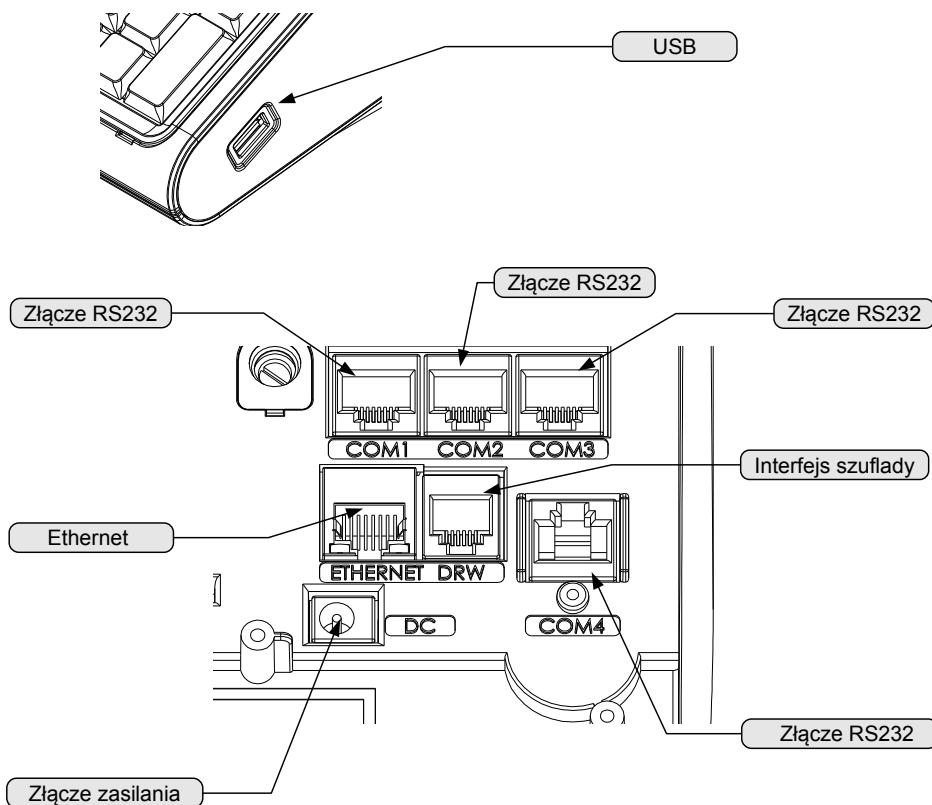 USB
Złącze RS232
Złącze RS232
Złącze RS232
COM1 COM2 COM3
Interfejs szuflady
Ethernet
ETHERNET DRW
DC
COM4
Złącze RS232
Złącze zasilania